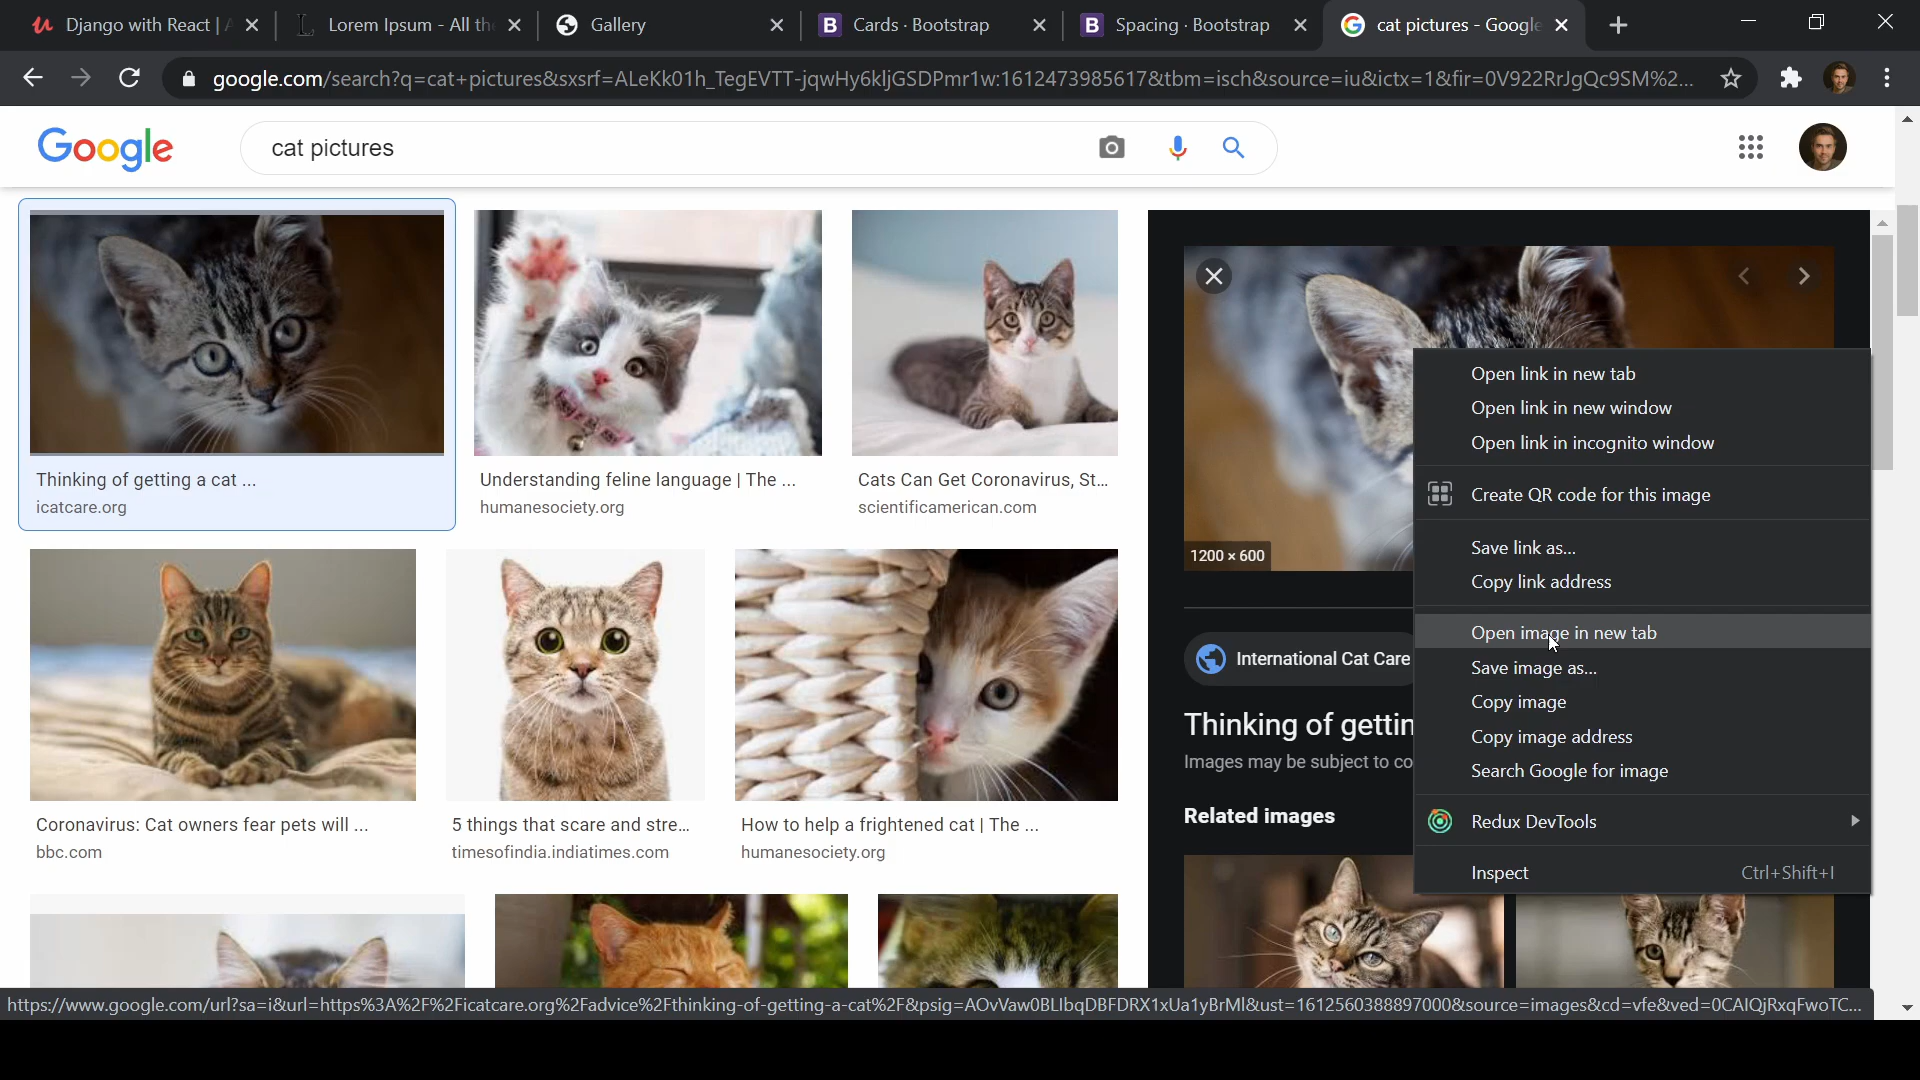 Django with React |
Lorem Ipsum - All the
Gallery
Cards · Bootstrap
Spacing · Bootstrap
cat pictures - Google
google.com/search?q=cat+pictures&sxsrf=ALeKk01h_TegEVTT-jqwHy6kljGSDPmr1w:1612473985617&tbm=isch&source=iu&ictx=1&fir=0V922RrJgQc9SM%2...
Google
cat pictures
Thinking of getting a cat ...
icatcare.org
Understanding feline language | The ...
humanesociety.org
Cats Can Get Coronavirus, St...
scientificamerican.com
Coronavirus: Cat owners fear pets will ...
bbc.com
5 things that scare and stre...
timesofindia.indiatimes.com
How to help a frightened cat | The ...
humanesociety.org
1200 × 600
International Cat Care
Thinking of gettin
Images may be subject to co
Related images
Open link in new tab
Open link in new window
Open link in incognito window
Create QR code for this image
Save link as...
Copy link address
Open image in new tab
Save image as...
Copy image
Copy image address
Search Google for image
Redux DevTools
Inspect Ctrl+Shift+I
https://www.google.com/url?sa=i&url=https%3A%2F%2Ficatcare.org%2Fadvice%2Fthinking-of-getting-a-cat%2F&psig=AOvVaw0BLIbqDBFDRX1xUa1yBrMl&ust=1612560388897000&source=images&cd=vfe&ved=0CAIQjRxqFwoTC...